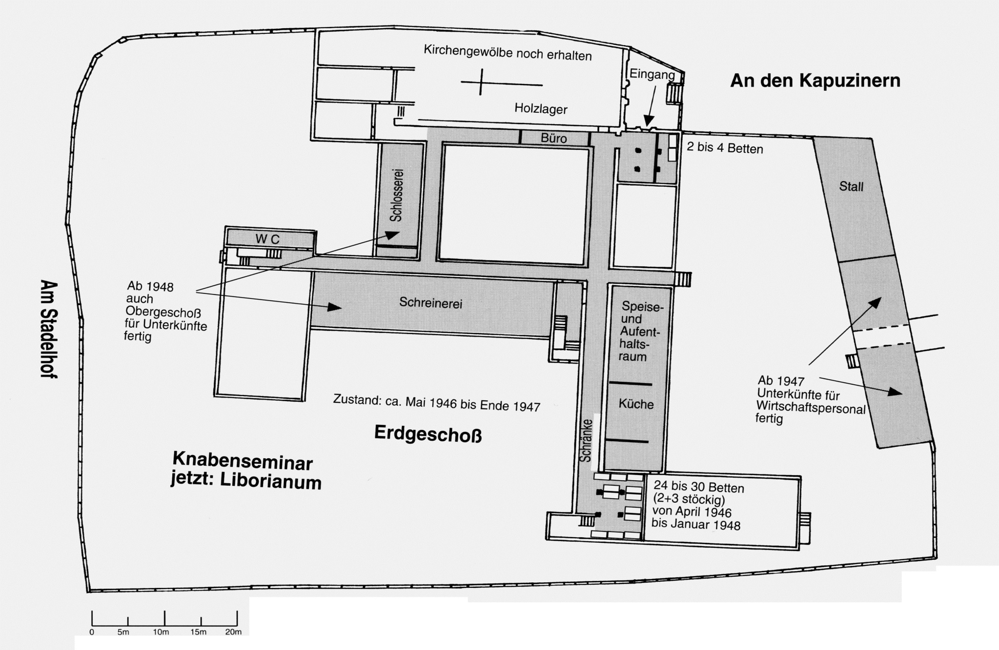 Kirchengewölbe noch erhalten
Eingang
An den Kapuzinern
Holzlager
Büro
2 bis 4 Betten
Schlosserei
Stall
W C
Ab 1948
auch
Obergeschoß
für Unterkünfte
fertig
Am Stadelhof
Schreinerei
Speise-
und
Aufent-
halts-
raum
Küche
Schränke
Ab 1947
Unterkünfte für
Wirtschaftspersonal
fertig
Zustand: ca. Mai 1946 bis Ende 1947
Erdgeschoß
Knabenseminar
jetzt: Liborianum
24 bis 30 Betten
(2+3 stöckig)
von April 1946
bis Januar 1948
0 5m 10m 15m 20m